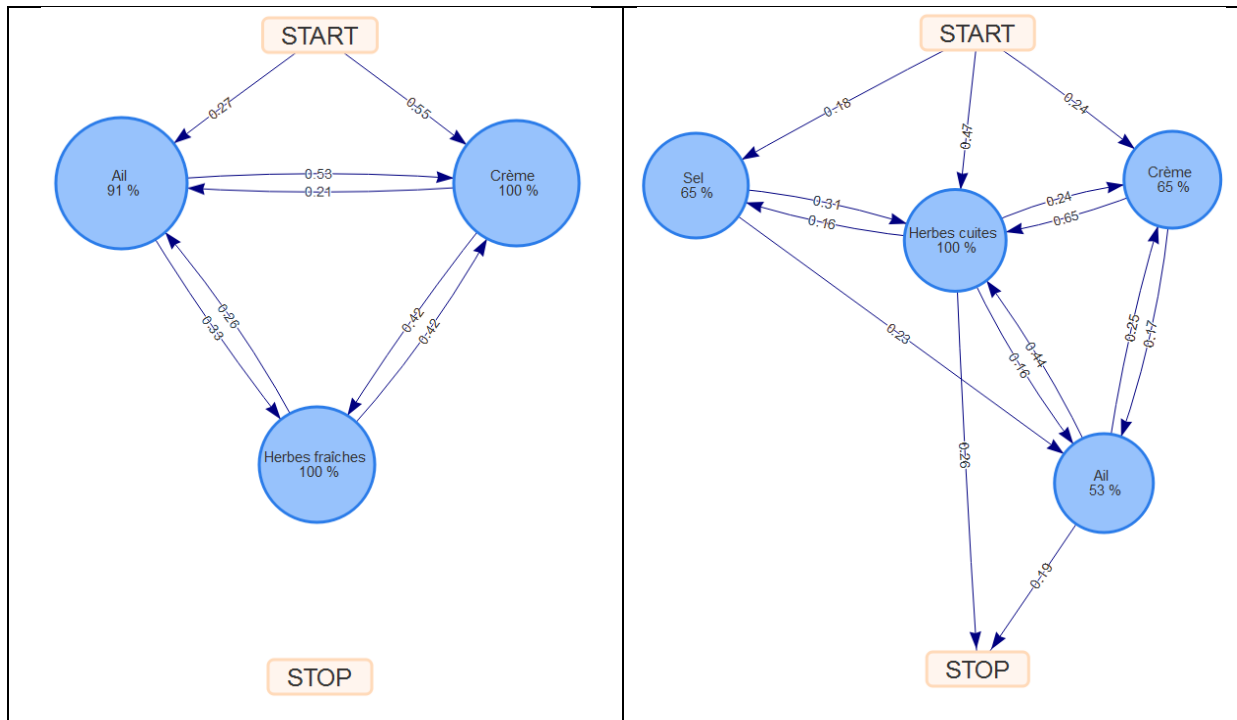 START
0.27
0.55
Ail
91 %
0.53
0.21
Crème
100 %
0.33
0.26
0.42
0.42
Herbes fraîches
100 %
STOP
START
0.18
0.47
0.24
Sel
65 %
0.31
0.16
Herbes cuites
100 %
0.24
0.65
Crème
65 %
0.23
0.16
0.44
0.25
0.17
0.26
Ail
53 %
0.19
STOP